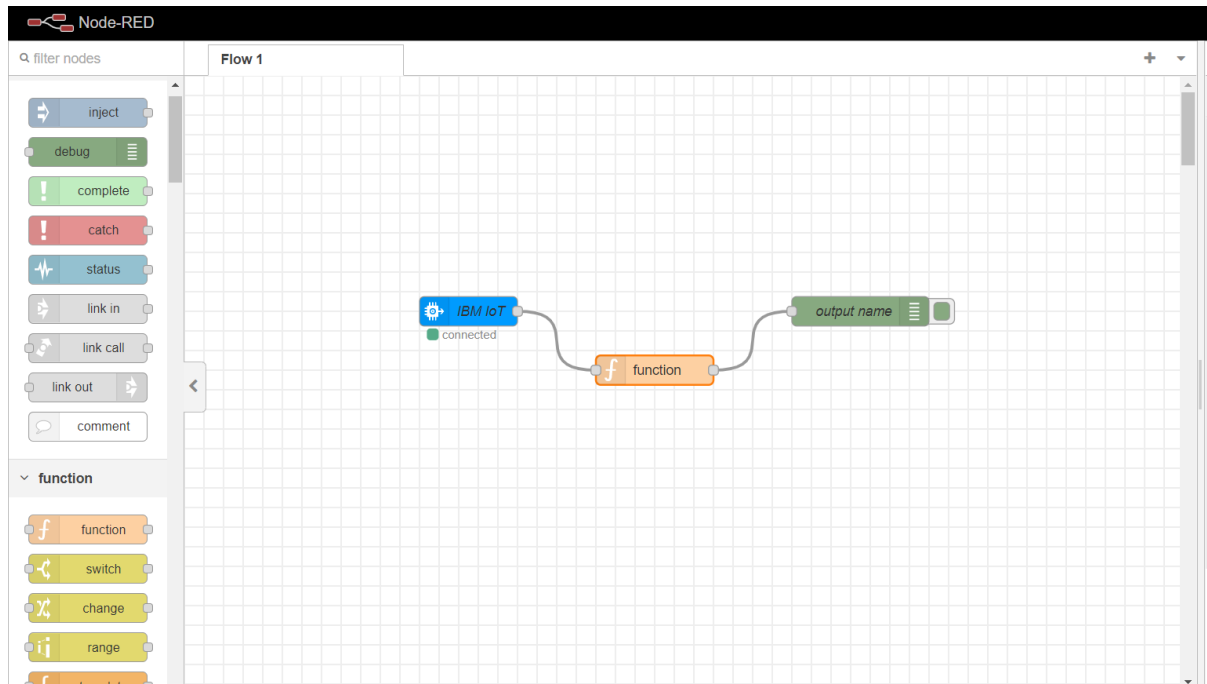 Node-RED
filter nodes
Flow 1
inject
debug
complete
catch
status
link in
link call
link out
comment
function
function
switch
change
range
IBM IoT
connected
function
output name